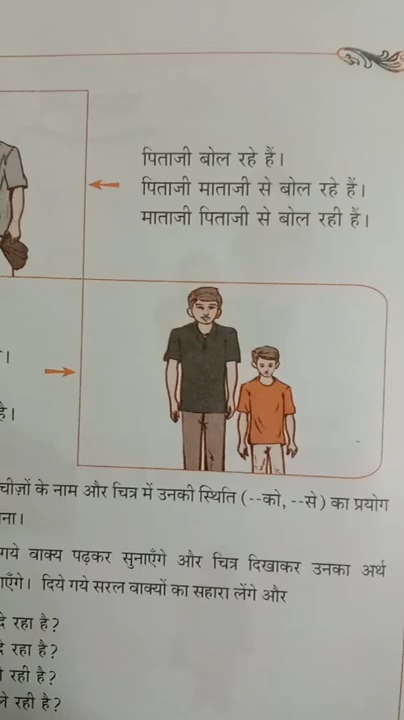 पिताजी बोल रहे हैं।
पिताजी माताजी से बोल रहे हैं।
माताजी पिताजी से बोल रही हैं।
है।
चीज़ों के नाम और चित्र में उनकी स्थिति (--को, --से) का प्रयोग
गये वाक्य पढ़कर सुनाएँगे और चित्र दिखाकर उनका अर्थ
दिये गये सरल वाक्यों का सहारा लेंगे और
रहा है?
रहा है?
रही है?
रही है?